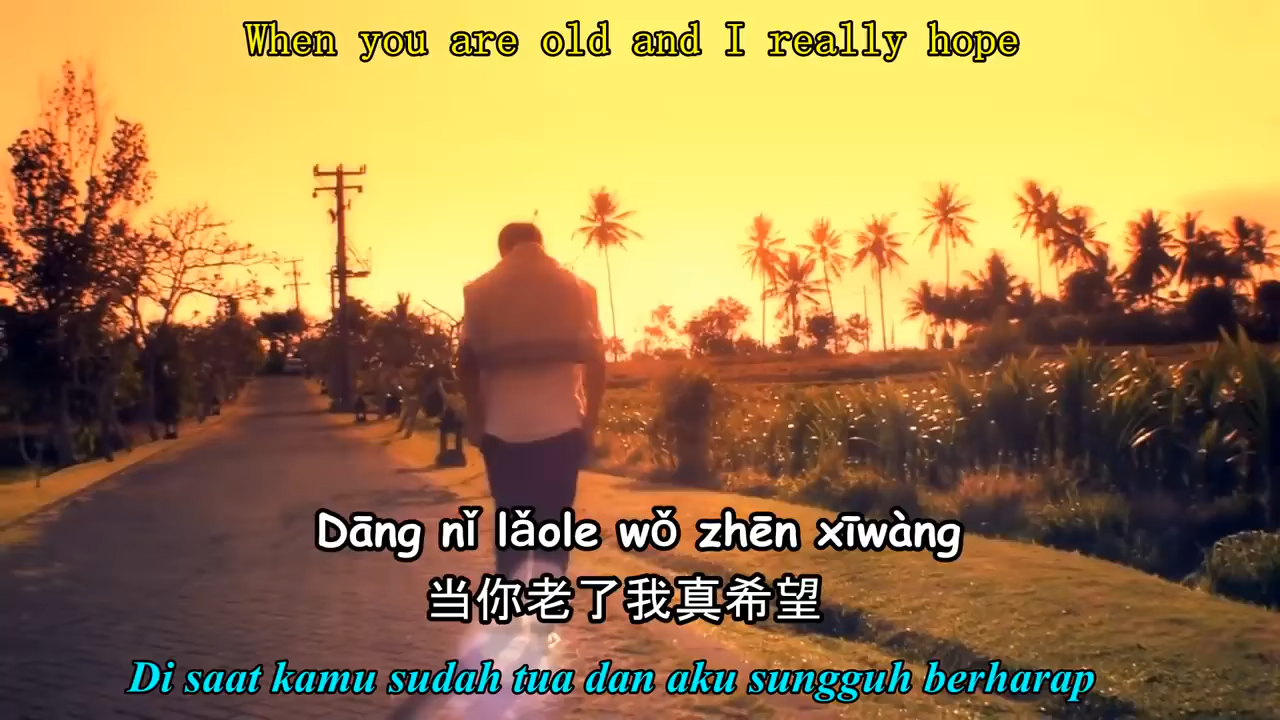 When you are old and I really hope
Dāng nǐ lǎole wǒ zhēn xīwàng
当你老了我真希望
Di saat kamu sudah tua dan aku sungguh berharap